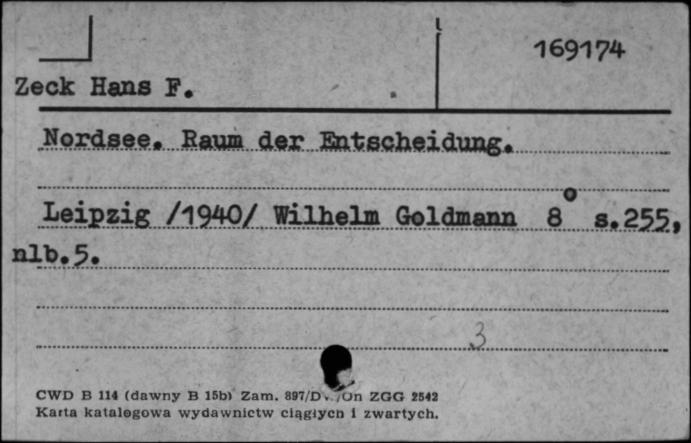 169174
Zeck Hans F.
Nordsee. Raum der Entscheidung.
Leipzig /1940/ Wilhelm Goldmann 8° s.255,
nlb.5.
3
CWD B 114 (dawny B 15b) Zam. 897/ ZGG 2542
Karta katalogowa wydawnictw ciągłych i zwartych.